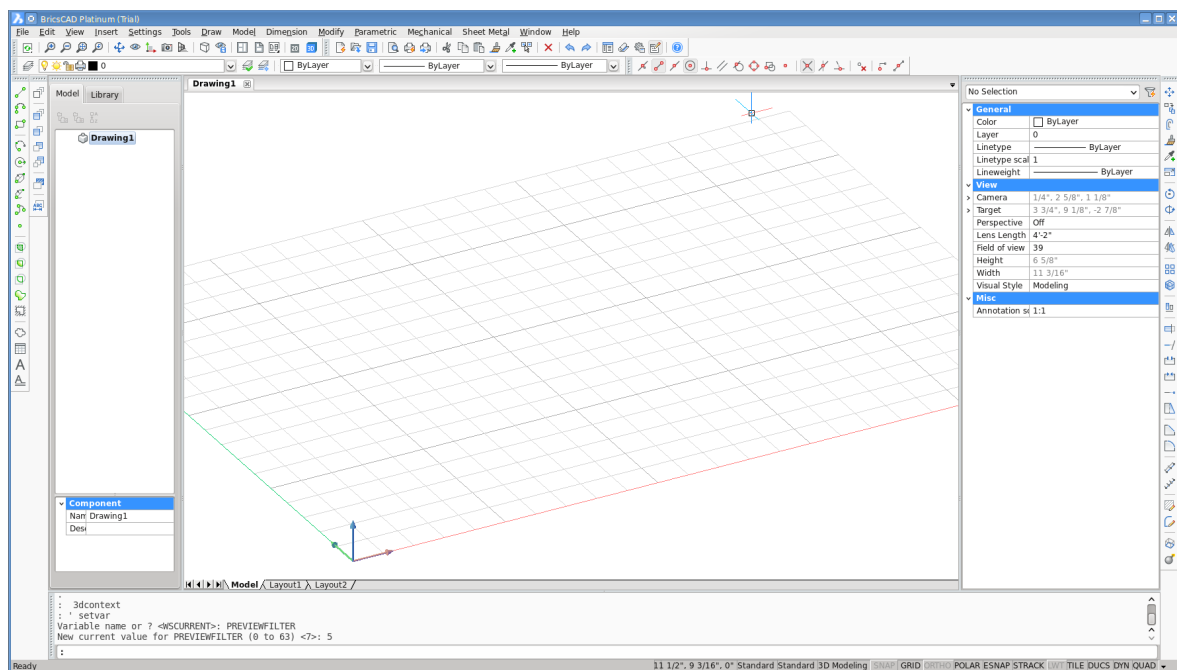 BricsCAD Platinum (Trial)
File Edit View Insert Settings Tools Draw Model Dimension Modify Parametric Mechanical Sheet Metal Window Help
0 ByLayer ByLayer ByLayer
Model Library
Drawing1
Drawing1
Component
Nam Drawing1
Desc
Model Layout1 Layout2
No Selection
General
Color ByLayer
Layer 0
Linetype ByLayer
Linetype scal 1
Lineweight ByLayer
View
Camera 1/4", 2 5/8", 1 1/8"
Target 3 3/4", 9 1/8", -2 7/8"
Perspective Off
Lens Length 4'-2"
Field of view 39
Height 6 5/8"
Width 11 3/16"
Visual Style Modeling
Misc
Annotation sc 1:1
A
A
ABC
: 3dcontext
: ' setvar
Variable name or ? <WSCURRENT>: PREVIEWFILTER
New current value for PREVIEWFILTER (0 to 63) <7>: 5
:
Ready 11 1/2", 9 3/16", 0" Standard Standard 3D Modeling SNAP GRID ORTHO POLAR ESNAP STRACK LWT TILE DUCS DYN QUAD